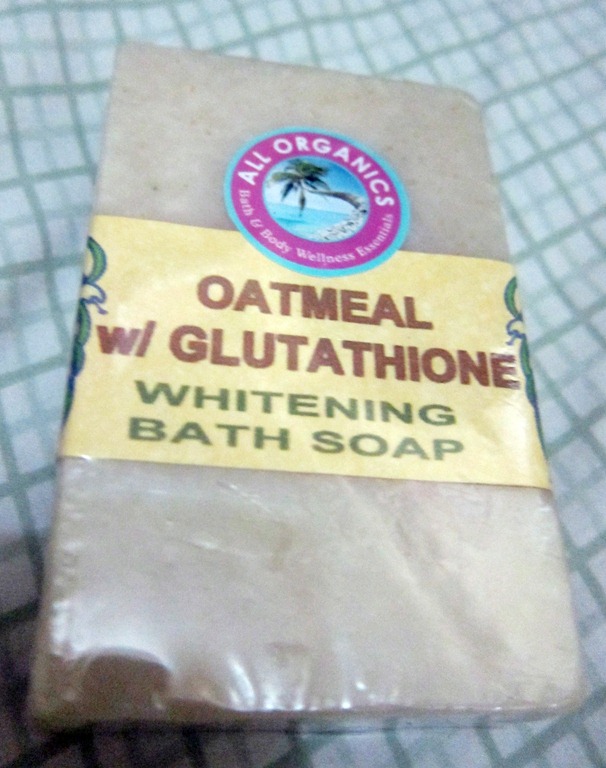 ALL ORGANICS
Bath & Body Wellness Essentials
OATMEAL
w/ GLUTATHIONE
WHITENING
BATH SOAP